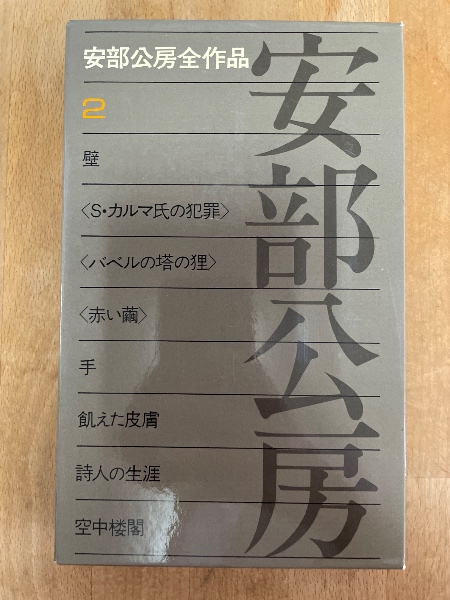 安部公房全作品
2
壁
〈S・カルマ氏の犯罪〉
〈バベルの塔の狸〉
〈赤い繭〉
手
飢えた皮膚
詩人の生涯
空中楼閣
安部公房